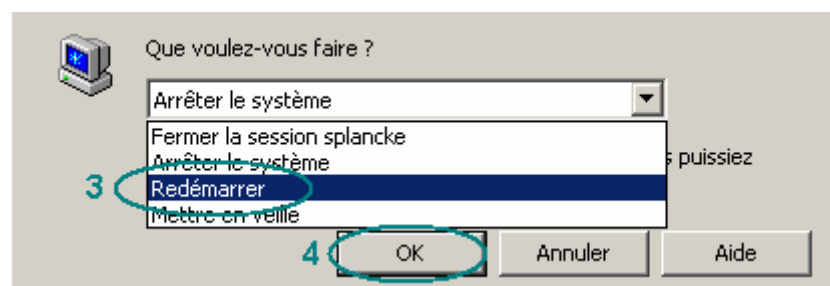 Que voulez-vous faire ?
Arrêter le système
Fermer la session splancke
Arrêter le système
s puissiez
3 Redémarrer
Mettre en veille
4 OK Annuler Aide